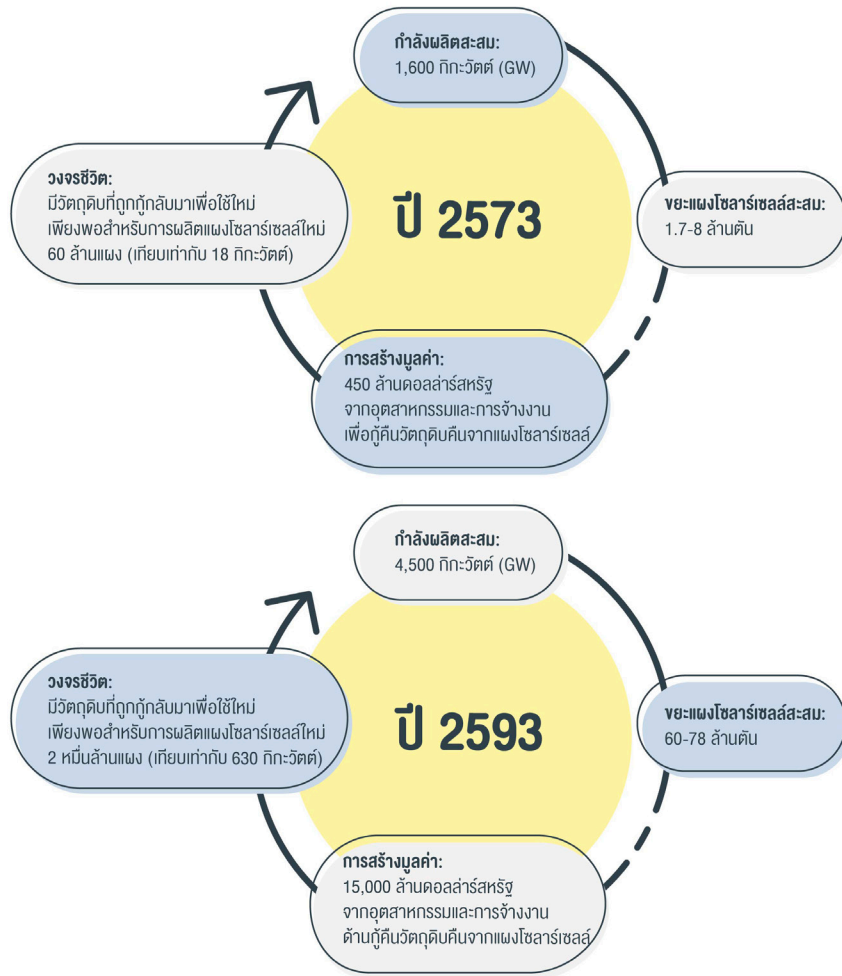 กำลังผลิตสะสม:
1,600 กิกะวัตต์ (GW)
ปี 2573
วงจรชีวิต:
มีวัตถุดิบที่ถูกกู้กลับมาเพื่อใช้ใหม่
เพียงพอสำหรับการผลิตแผงโซลาร์เซลล์ใหม่
60 ล้านแผง (เทียบเท่ากับ 18 กิกะวัตต์)
ขยะแผงโซลาร์เซลล์สะสม:
1.7-8 ล้านตัน
การสร้างมูลค่า:
450 ล้านดอลล่าร์สหรัฐ
จากอุตสาหกรรมและการจ้างงาน
เพื่อกู้คืนวัตถุดิบคืนจากแผงโซลาร์เซลล์
กำลังผลิตสะสม:
4,500 กิกะวัตต์ (GW)
ปี 2593
วงจรชีวิต:
มีวัตถุดิบที่ถูกกู้กลับมาเพื่อใช้ใหม่
เพียงพอสำหรับการผลิตแผงโซลาร์เซลล์ใหม่
2 หมื่นล้านแผง (เทียบเท่ากับ 630 กิกะวัตต์)
ขยะแผงโซลาร์เซลล์สะสม:
60-78 ล้านตัน
การสร้างมูลค่า:
15,000 ล้านดอลล่าร์สหรัฐ
จากอุตสาหกรรมและการจ้างงาน
ด้านกู้คืนวัตถุดิบคืนจากแผงโซลาร์เซลล์